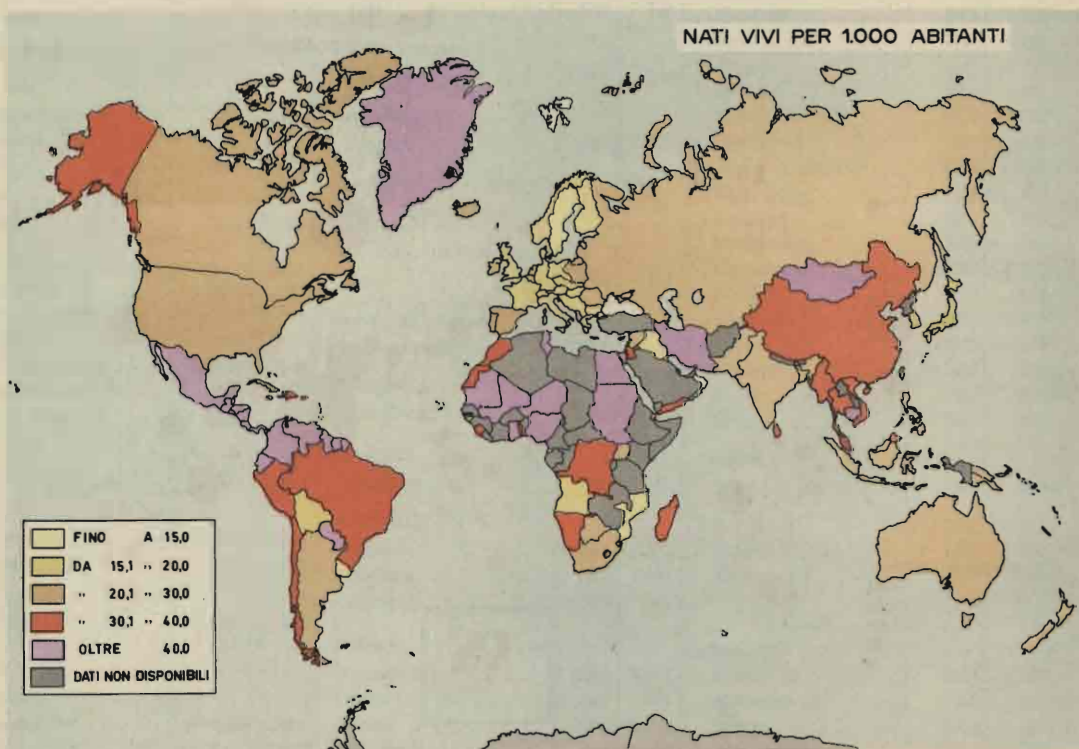 NATI VIVI PER 1.000 ABITANTI
FINO A 15,0
DA 15,1 " 20,0
" 20,1 " 30,0
" 30,1 " 40,0
OLTRE 40,0
DATI NON DISPONIBILI